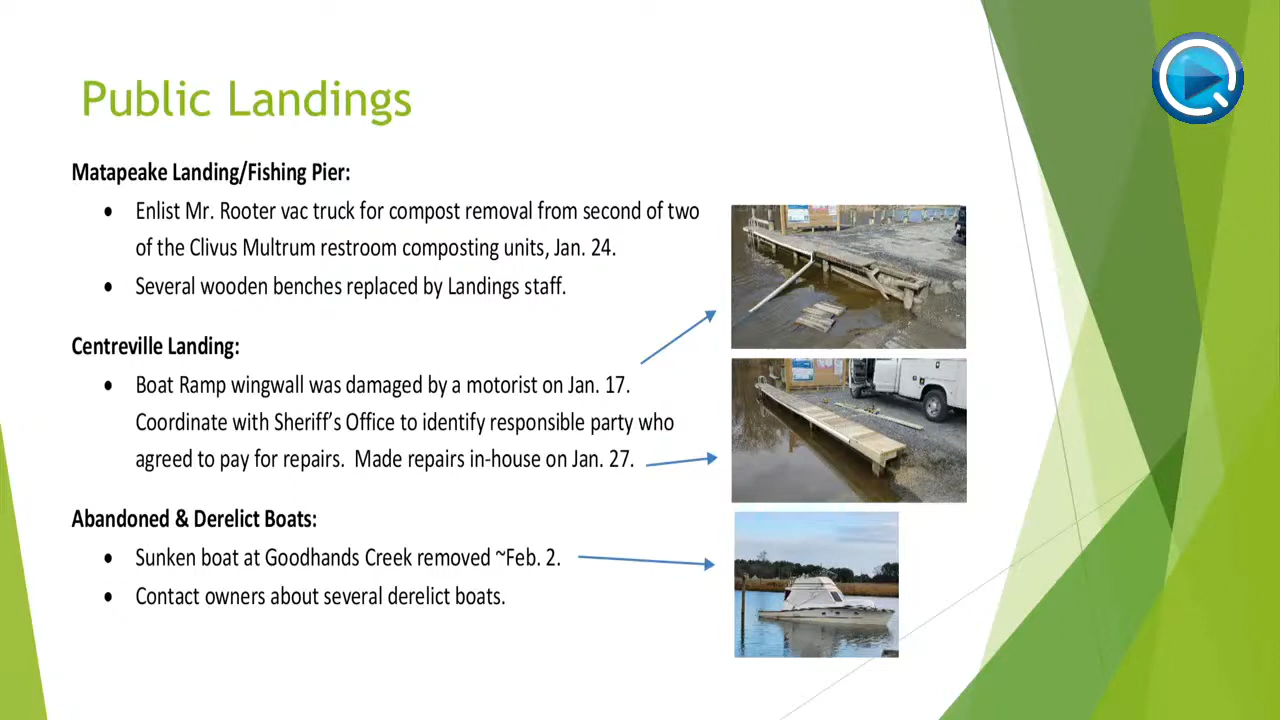 Public Landings
Matapeake Landing/Fishing Pier:
• Enlist Mr. Rooter vac truck for compost removal from second of two
of the Clivus Multrum restroom composting units, Jan. 24.
• Several wooden benches replaced by Landings staff.
Centreville Landing:
• Boat Ramp wingwall was damaged by a motorist on Jan. 17.
Coordinate with Sheriff’s Office to identify responsible party who
agreed to pay for repairs.  Made repairs in-house on Jan. 27.
Abandoned & Derelict Boats:
• Sunken boat at Goodhands Creek removed ~Feb. 2.
• Contact owners about several derelict boats.